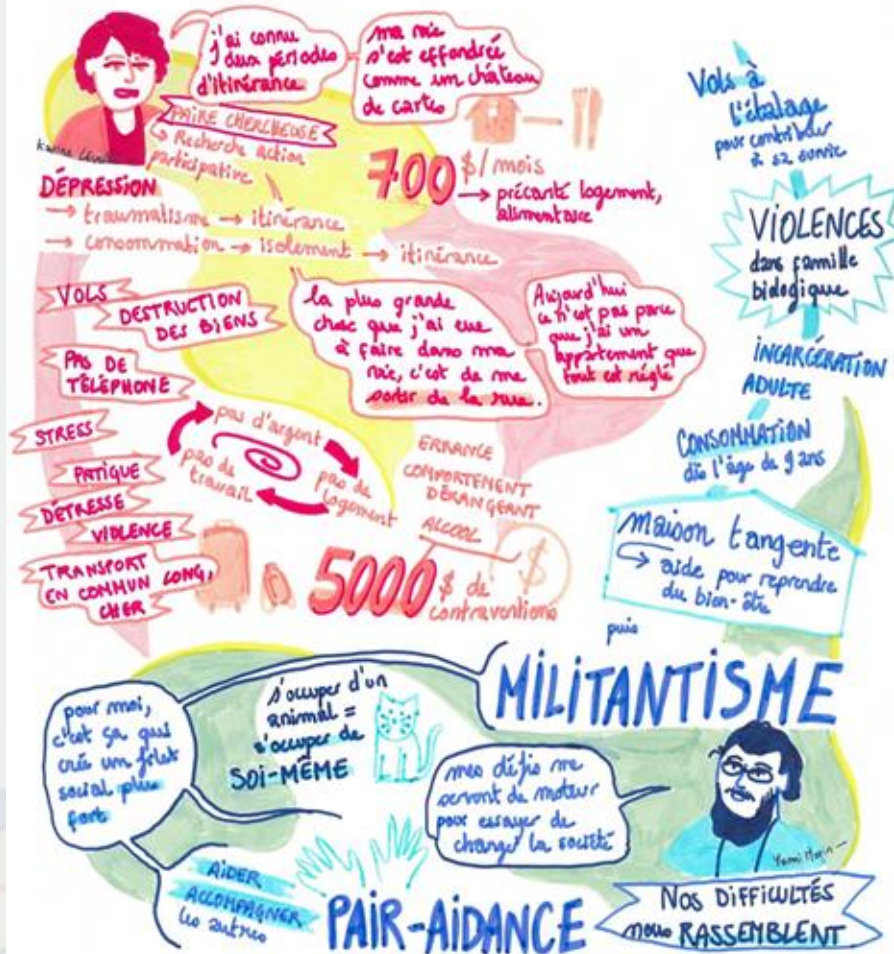 j'ai connu
deux périodes
d'itinérance
ma vie
s'est effondrée
comme un château
de cartes
PAIRE CHERCHEUSE
→ Recherche action
participative
700 $/mois
→ précarité logement,
alimentaire
DÉPRESSION
→ traumatisme → itinérance
→ consommation → isolement → itinérance
VOLS
DESTRUCTION
DES BIENS
PAS DE
TÉLÉPHONE
STRESS
FATIGUE
DÉTRESSE
VIOLENCE
TRANSPORT
EN COMMUN LONG,
CHER
la plus grande
chose que j'ai eue
à faire dans ma
vie, c'est de me
sortir de la rue.
Aujourd'hui
ce n'est pas parce
que j'ai un
appartement que
tout est réglé
pas d'argent
pas de
logement
pas de
travail
ERRANCE
COMPORTEMENT
DÉRANGEANT
ALCOOL
$
5000 $ de
contraventions
Vols à
l'étalage
pour contribuer
à sa survie
VIOLENCES
dans famille
biologique
INCARCÉRATION
ADULTE
CONSOMMATION
dès l'âge de 9 ans
maison tangente
→ aide pour reprendre
du bien-être
puis
MILITANTISME
pour moi,
c'est ça qui
crée un filet
social plus
fort
s'occuper d'un
animal =
s'occuper de
SOI-MÊME
mes défis me
servent de moteur
pour essayer de
changer la société
AIDER
ACCOMPAGNER
les autres
PAIR-AIDANCE
NOS DIFFICULTÉS
nous RASSEMBLENT